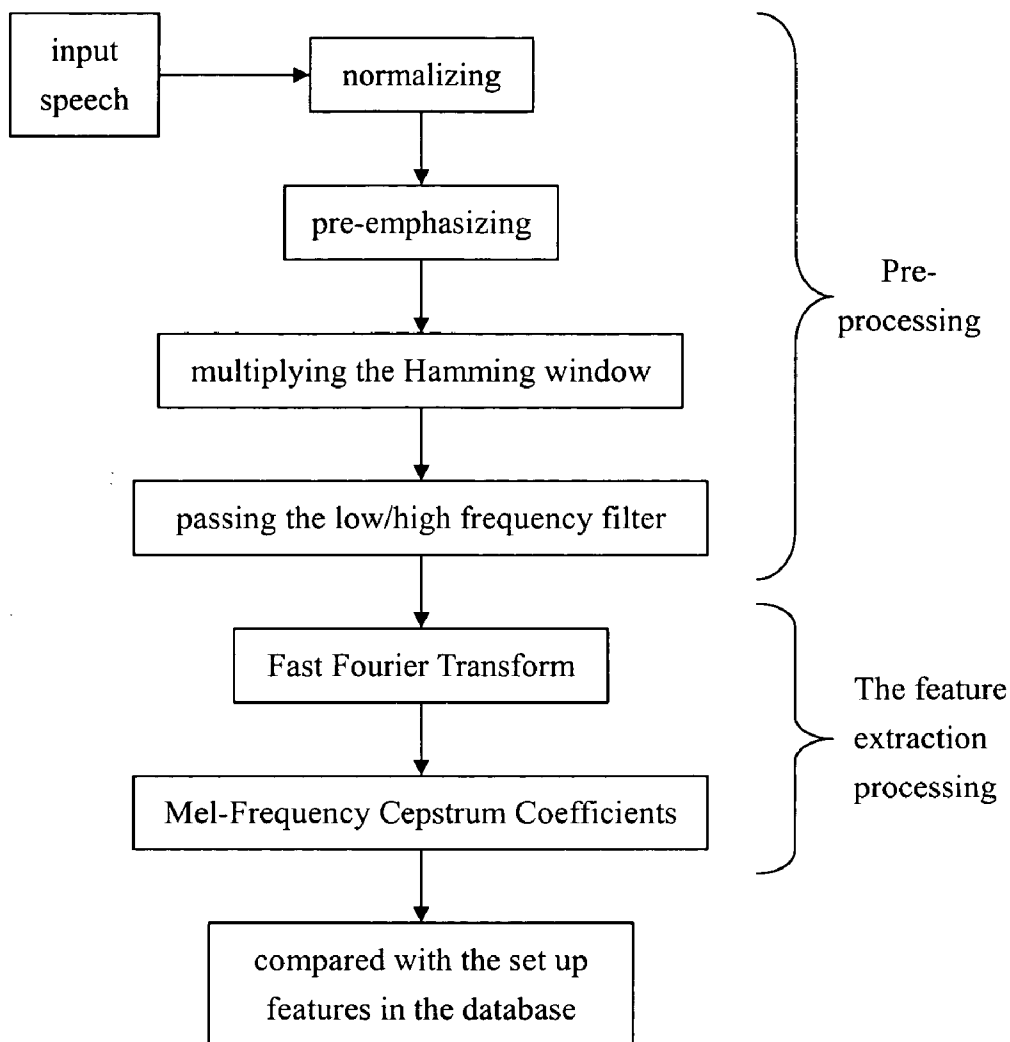 input
speech
normalizing
pre-emphasizing
multiplying the Hamming window
passing the low/high frequency filter
Pre-
processing
Fast Fourier Transform
Mel-Frequency Cepstrum Coefficients
The feature
extraction
processing
compared with the set up
features in the database